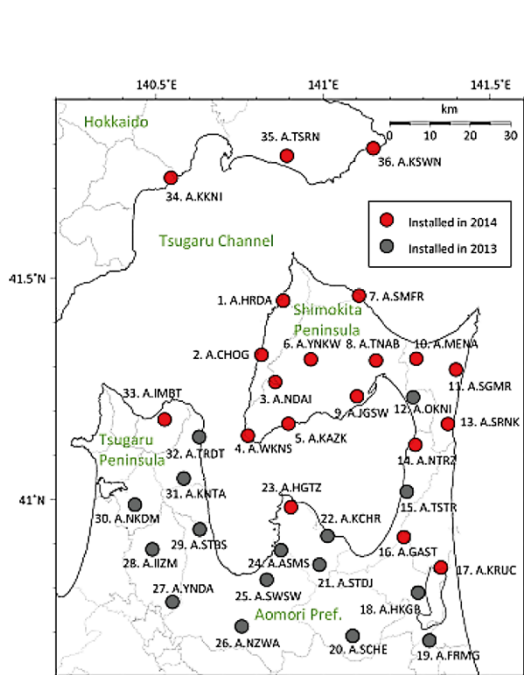 140.5°E
141°E
141.5°E
km
0 10 20 30
Hokkaido
35. A.TSRN
36. A.KSWN
34. A.KKNI
Installed in 2014
Installed in 2013
Tsugaru Channel
41.5°N
1. A.HRDA
7. A.SMFR
Shimokita
Peninsula
6. A.YNKW
8. A.TNAB
10. A.MENA
2. A.CHOG
3. A.NDAI
9. A.JGSW
11. A.SGMR
12. A.OKNI
33. A.IMBT
13. A.SRNK
5. A.KAZK
4. A.WKNS
32. A.TRDT
Tsugaru
Peninsula
14. A.NTRZ
31. A.KNTA
23. A.HGTZ
41°N
15. A.TSTR
30. A.NKDM
22. A.KCHR
29. A.STBS
16. A.GAST
28. A.IIZM
24. A.ASMS
17. A.KRUC
21. A.STDJ
27. A.YNDA
25. A.SWSW
18. A.HKGB
Aomori Pref.
26. A.NZWA
20. A.SCHE
19. A.FRMG